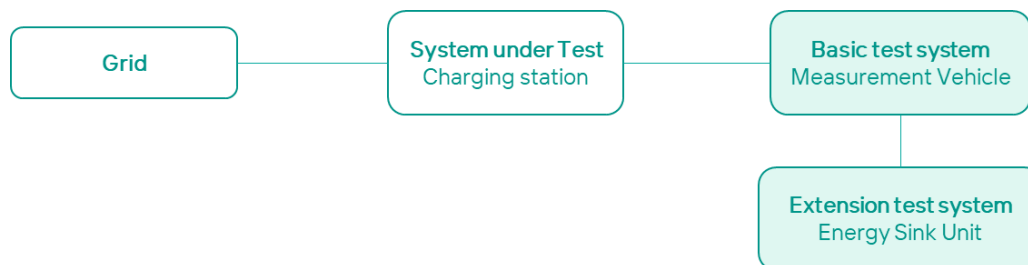 Grid
System under Test
Charging station
Basic test system
Measurement Vehicle
Extension test system
Energy Sink Unit